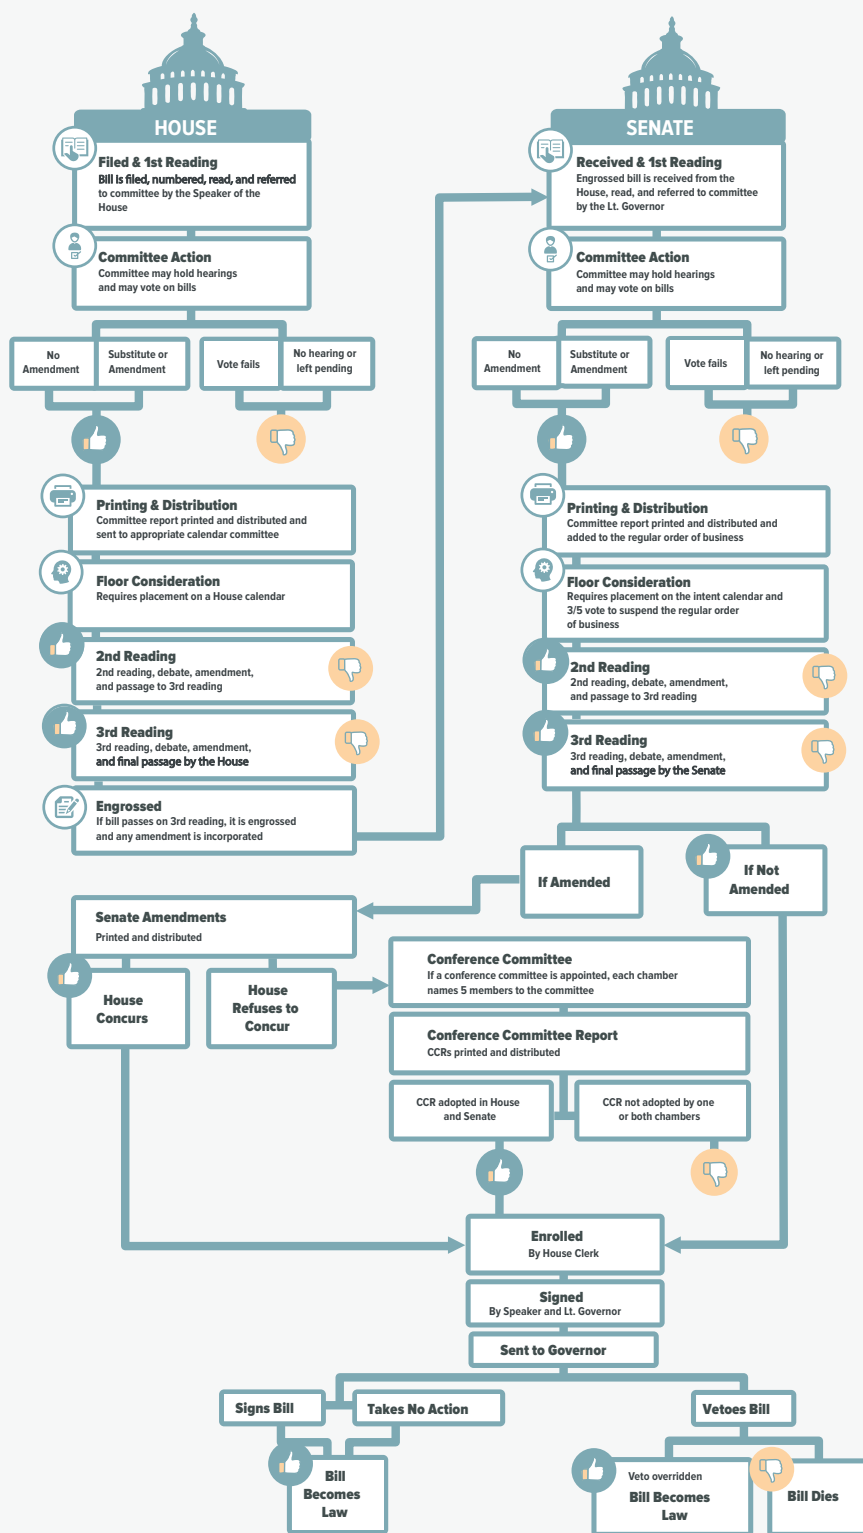 HOUSE
Filed & 1st Reading
Bill is filed, numbered, read, and referred
to committee by the Speaker of the
House
Committee Action
Committee may hold hearings
and may vote on bills
No
Amendment
Substitute or
Amendment
Vote fails
No hearing or
left pending
Printing & Distribution
Committee report printed and distributed and
sent to appropriate calendar committee
Floor Consideration
Requires placement on a House calendar
2nd Reading
2nd reading, debate, amendment,
and passage to 3rd reading
3rd Reading
3rd reading, debate, amendment,
and final passage by the House
Engrossed
If bill passes on 3rd reading, it is engrossed
and any amendment is incorporated
SENATE
Received & 1st Reading
Engrossed bill is received from the
House, read, and referred to committee
by the Lt. Governor
Committee Action
Committee may hold hearings
and may vote on bills
No
Amendment
Substitute or
Amendment
Vote fails
No hearing or
left pending
Printing & Distribution
Committee report printed and distributed and
added to the regular order of business
Floor Consideration
Requires placement on the intent calendar and
3/5 vote to suspend the regular order
of business
2nd Reading
2nd reading, debate, amendment,
and passage to 3rd reading
3rd Reading
3rd reading, debate, amendment,
and final passage by the Senate
If Amended
If Not
Amended
Senate Amendments
Printed and distributed
House
Concurs
House
Refuses to
Concur
Conference Committee
If a conference committee is appointed, each chamber
names 5 members to the committee
Conference Committee Report
CCRs printed and distributed
CCR adopted in House
and Senate
CCR not adopted by one
or both chambers
Enrolled
By House Clerk
Signed
By Speaker and Lt. Governor
Sent to Governor
Signs Bill
Takes No Action
Vetoes Bill
Bill
Becomes
Law
Veto overridden
Bill Becomes
Law
Bill Dies